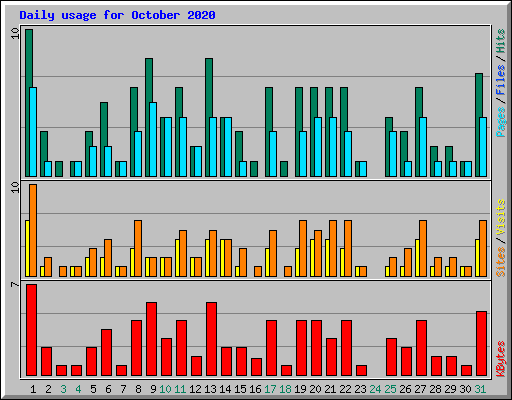 Daily usage for October 2020
10
Pages / Files / Hits
10
Sites / Visits
7
KBytes
1 2 3 4 5 6 7 8 9 10 11 12 13 14 15 16 17 18 19 20 21 22 23 24 25 26 27 28 29 30 31